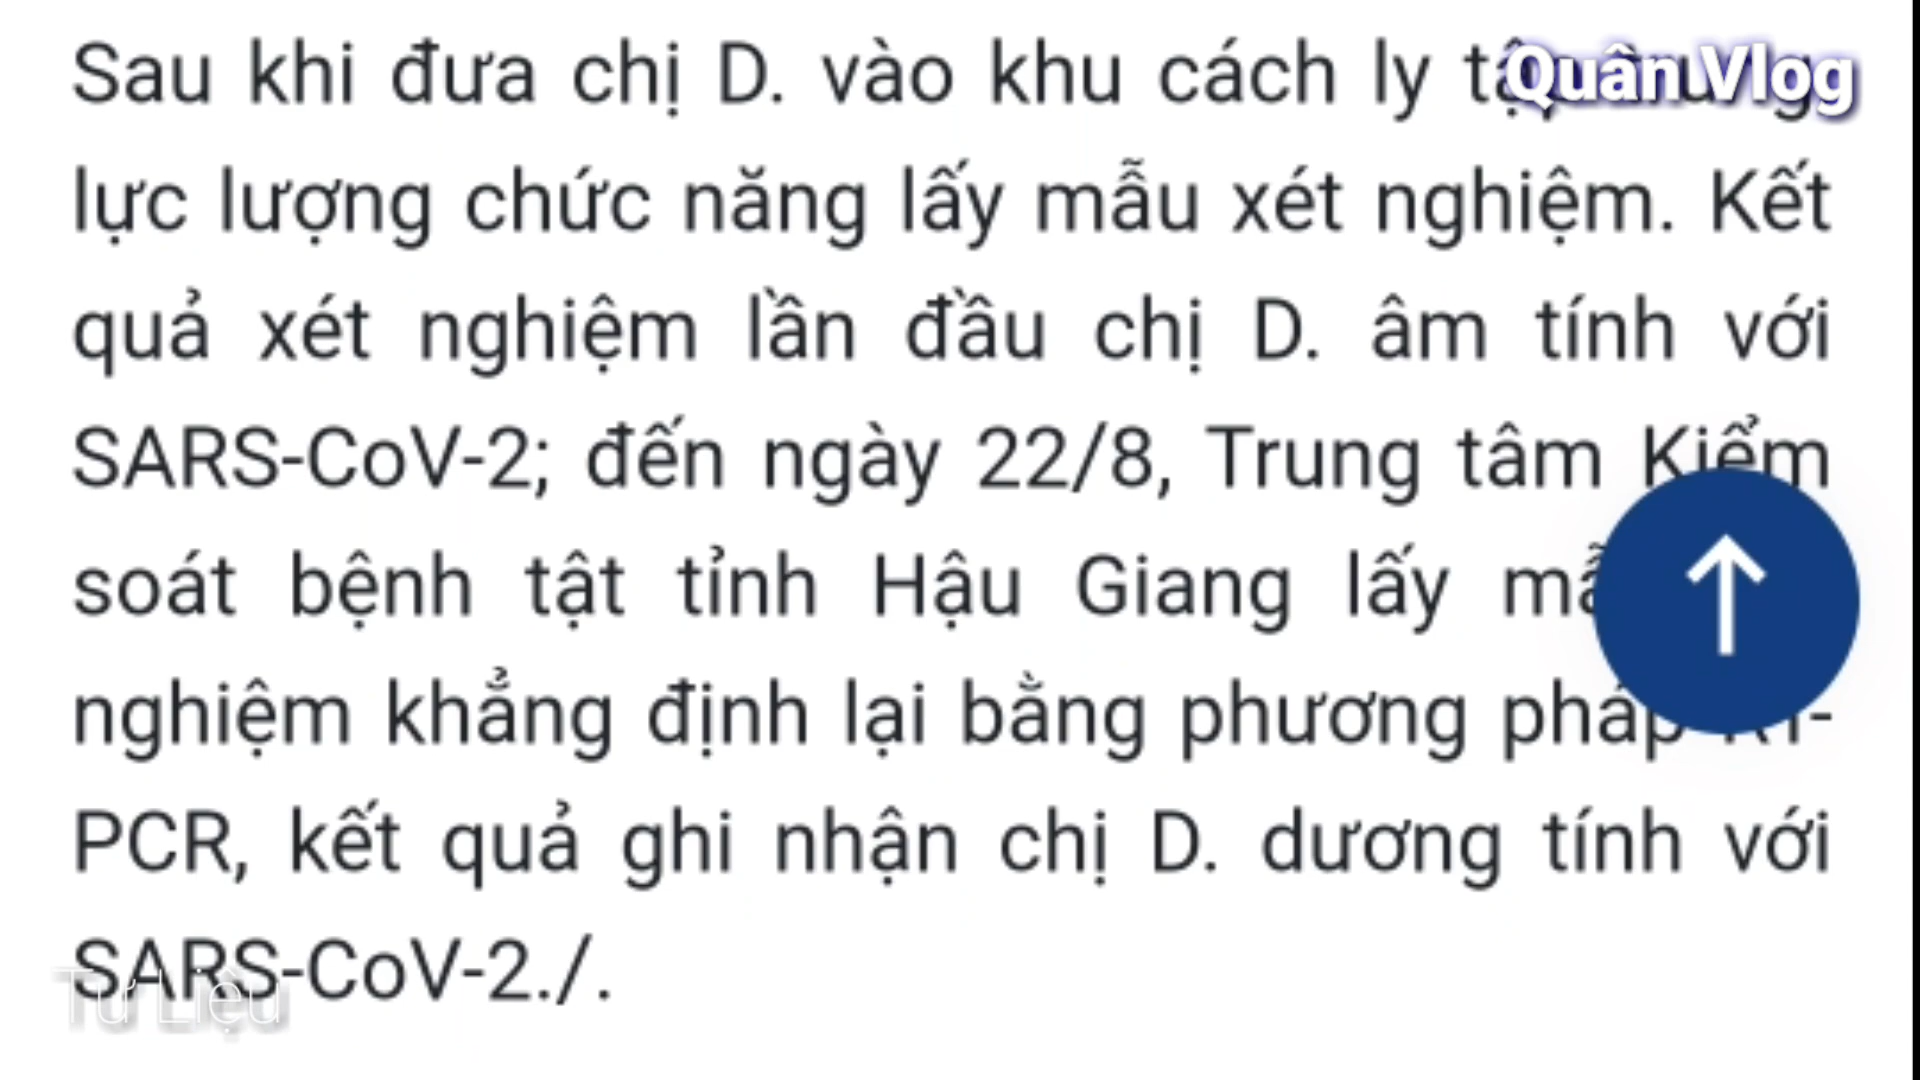 Sau khi đưa chị D. vào khu cách ly
Quân Vlog
lực lượng chức năng lấy mẫu xét nghiệm. Kết
quả xét nghiệm lần đầu chị D. âm tính với
SARS-CoV-2; đến ngày 22/8, Trung tâm Kiểm
soát bệnh tật tỉnh Hậu Giang lấy
nghiệm khẳng định lại bằng phương pháp
PCR, kết quả ghi nhận chị D. dương tính với
SARS-CoV-2./.
Tư Liệu